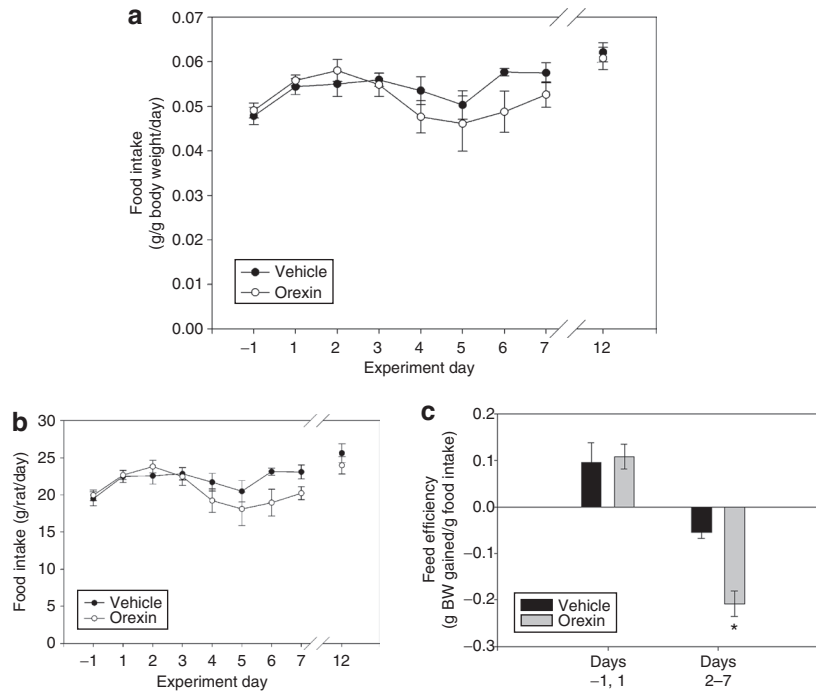 a
0.07
0.06
0.05
0.04
0.03
0.02
0.01
0.00
Food intake
(g/g body weight/day)
Vehicle
Orexin
−1 1 2 3 4 5 6 7 12
Experiment day
b
30
25
20
15
10
5
0
Food intake (g/rat/day)
Vehicle
Orexin
−1 1 2 3 4 5 6 7 12
Experiment day
c
0.2
0.1
0.0
−0.1
−0.2
−0.3
Feed efficiency
(g BW gained/g food intake)
Vehicle
Orexin
*
Days Days
−1, 1 2–7